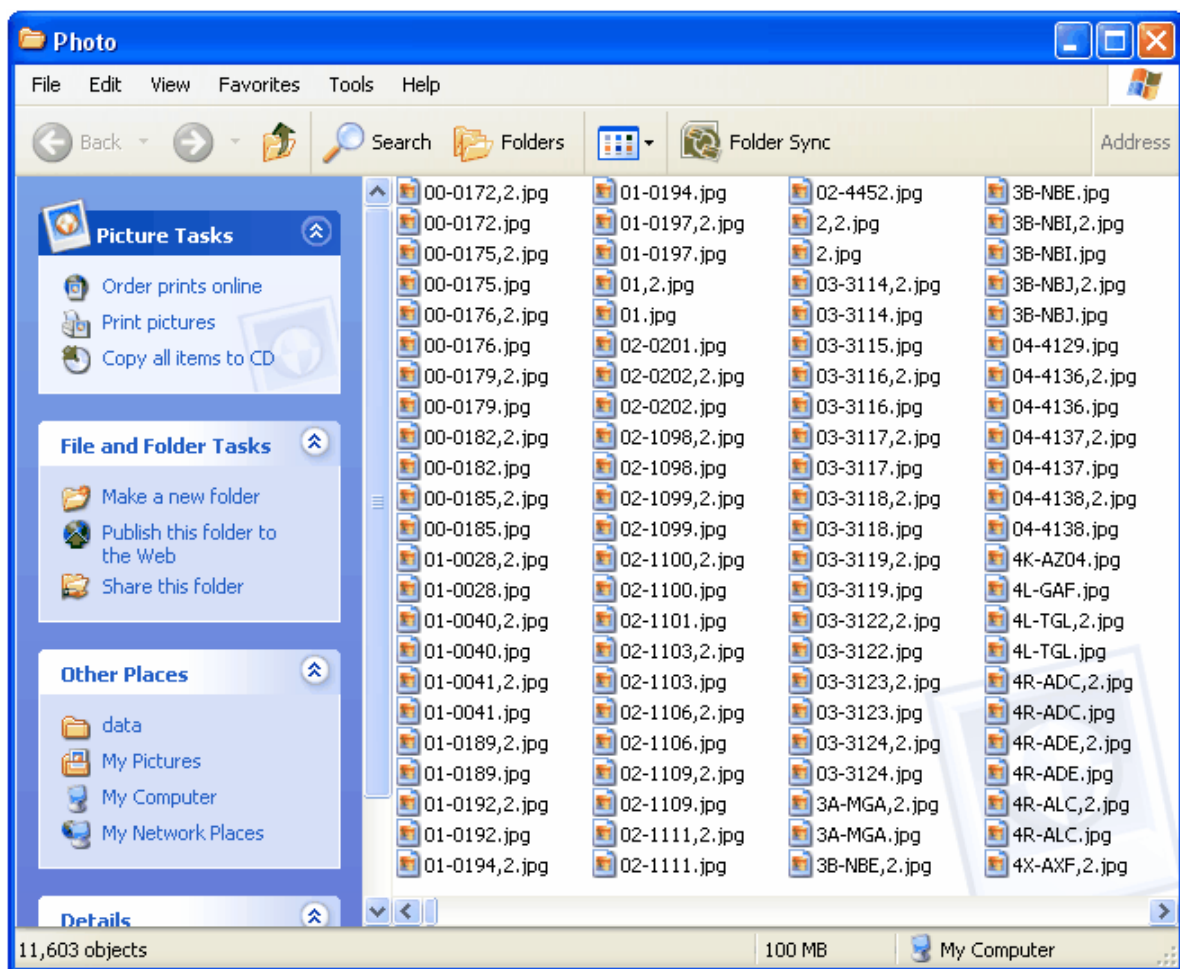 Photo
File Edit View Favorites Tools Help
Back Search Folders Folder Sync Address
Picture Tasks
Order prints online
Print pictures
Copy all items to CD
File and Folder Tasks
Make a new folder
Publish this folder to
the Web
Share this folder
Other Places
data
My Pictures
My Computer
My Network Places
Details
00-0172,2.jpg
00-0172.jpg
00-0175,2.jpg
00-0175.jpg
00-0176,2.jpg
00-0176.jpg
00-0179,2.jpg
00-0179.jpg
00-0182,2.jpg
00-0182.jpg
00-0185,2.jpg
00-0185.jpg
01-0028,2.jpg
01-0028.jpg
01-0040,2.jpg
01-0040.jpg
01-0041,2.jpg
01-0041.jpg
01-0189,2.jpg
01-0189.jpg
01-0192,2.jpg
01-0192.jpg
01-0194,2.jpg
01-0194.jpg
01-0197,2.jpg
01-0197.jpg
01,2.jpg
01.jpg
02-0201.jpg
02-0202,2.jpg
02-0202.jpg
02-1098,2.jpg
02-1098.jpg
02-1099,2.jpg
02-1099.jpg
02-1100,2.jpg
02-1100.jpg
02-1101.jpg
02-1103,2.jpg
02-1103.jpg
02-1106,2.jpg
02-1106.jpg
02-1109,2.jpg
02-1109.jpg
02-1111,2.jpg
02-1111.jpg
02-4452.jpg
2,2.jpg
2.jpg
03-3114,2.jpg
03-3114.jpg
03-3115.jpg
03-3116,2.jpg
03-3116.jpg
03-3117,2.jpg
03-3117.jpg
03-3118,2.jpg
03-3118.jpg
03-3119,2.jpg
03-3119.jpg
03-3122,2.jpg
03-3122.jpg
03-3123,2.jpg
03-3123.jpg
03-3124,2.jpg
03-3124.jpg
3A-MGA,2.jpg
3A-MGA.jpg
3B-NBE,2.jpg
3B-NBE.jpg
3B-NBI,2.jpg
3B-NBI.jpg
3B-NBJ,2.jpg
3B-NBJ.jpg
04-4129.jpg
04-4136,2.jpg
04-4136.jpg
04-4137,2.jpg
04-4137.jpg
04-4138,2.jpg
04-4138.jpg
4K-AZ04.jpg
4L-GAF.jpg
4L-TGL,2.jpg
4L-TGL.jpg
4R-ADC,2.jpg
4R-ADC.jpg
4R-ADE,2.jpg
4R-ADE.jpg
4R-ALC,2.jpg
4R-ALC.jpg
4X-AXF,2.jpg
11,603 objects 100 MB My Computer